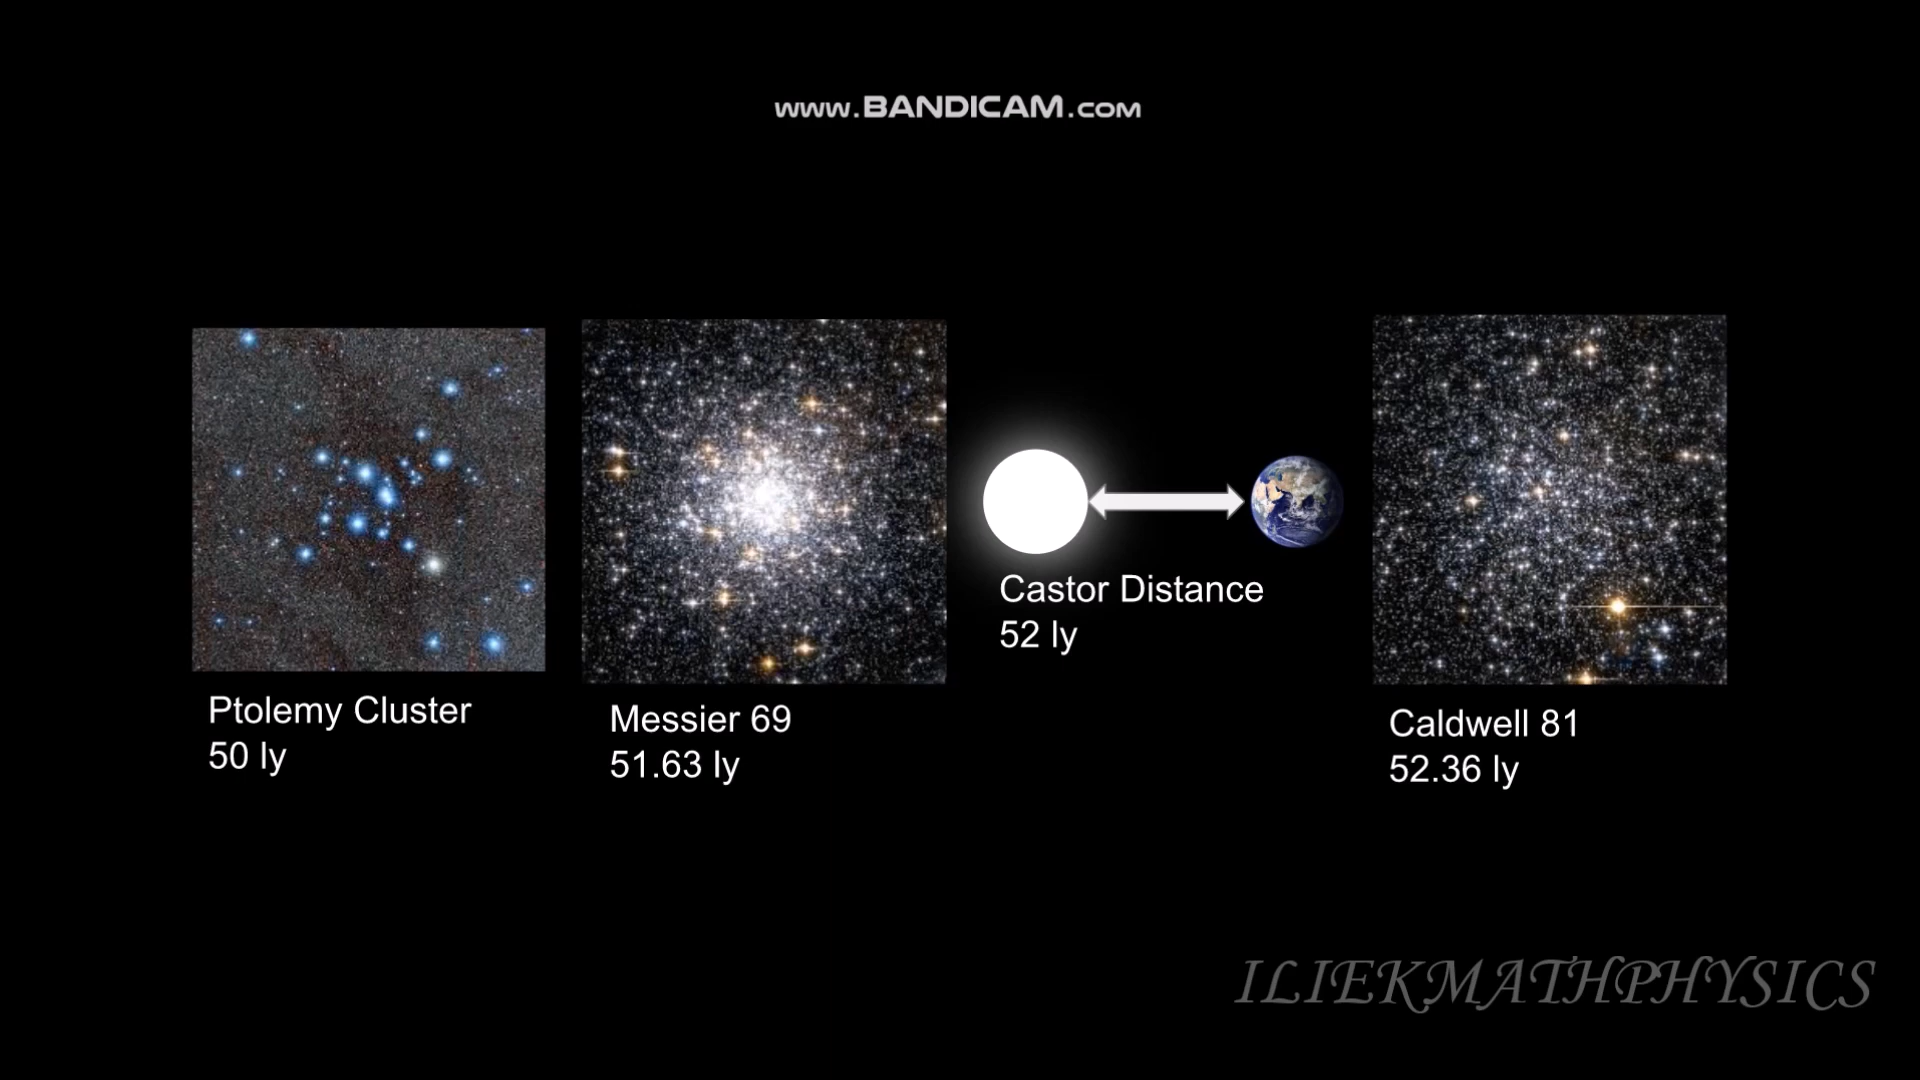 www.BANDICAM.com
Ptolemy Cluster
50 ly
Messier 69
51.63 ly
Castor Distance
52 ly
Caldwell 81
52.36 ly
ILIEKMATHPHYSICS